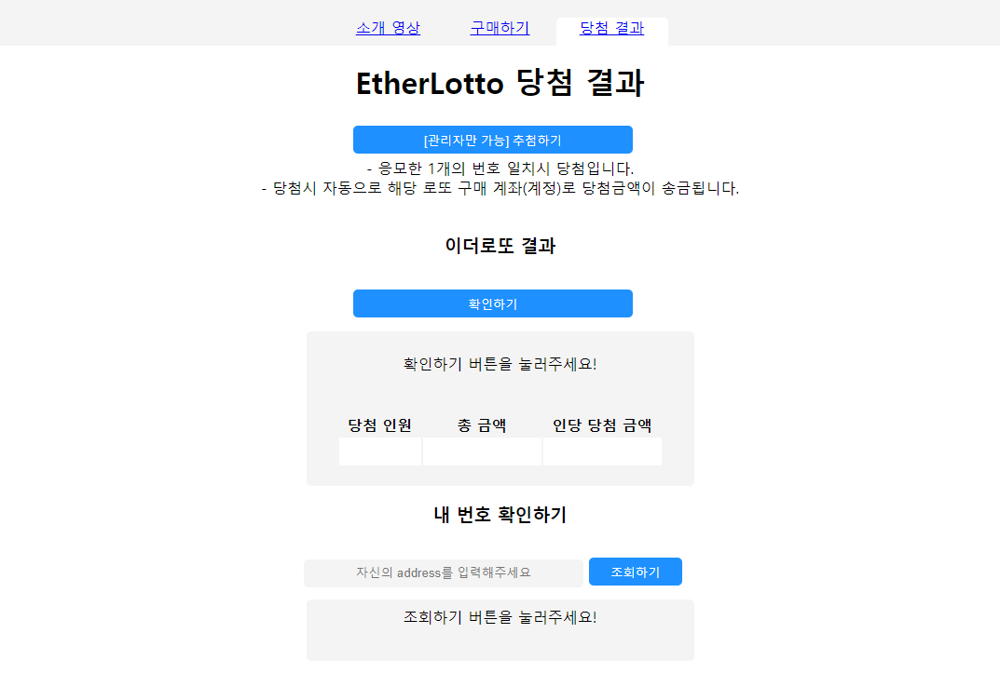 소개 영상 구매하기 당첨 결과
EtherLotto 당첨 결과
[관리자만 가능] 추첨하기
- 응모한 1개의 번호 일치시 당첨입니다.
- 당첨시 자동으로 해당 로또 구매 계좌(계정)로 당첨금액이 송금됩니다.
이더로또 결과
확인하기
확인하기 버튼을 눌러주세요!
당첨 인원 총 금액 인당 당첨 금액
내 번호 확인하기
자신의 address를 입력해주세요 조회하기
조회하기 버튼을 눌러주세요!